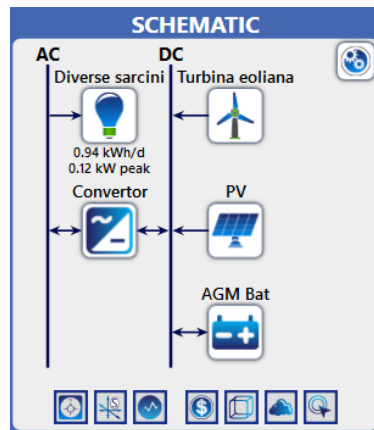 SCHEMATIC
AC DC
Diverse sarcini Turbina eoliana
0.94 kWh/d
0.12 kW peak
Convertor PV
AGM Bat